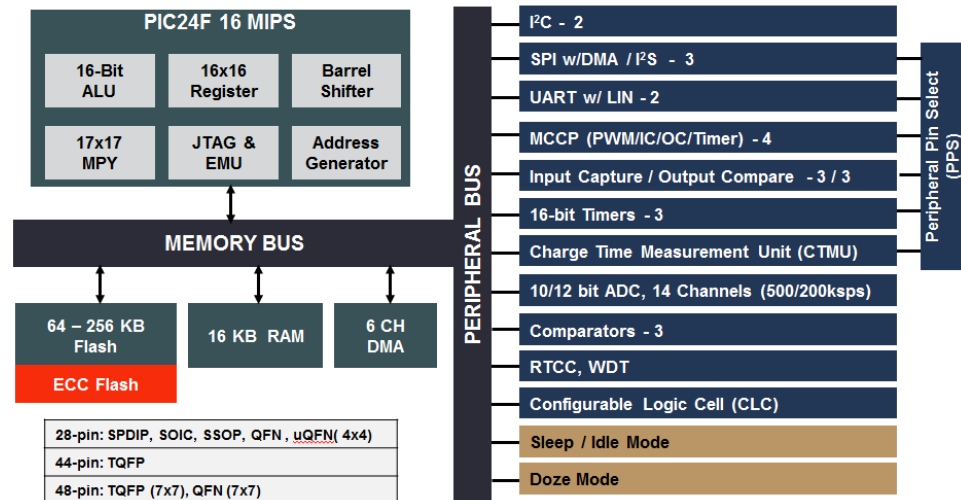 PIC24F 16 MIPS
16-Bit
ALU
16x16
Register
Barrel
Shifter
17x17
MPY
JTAG &
EMU
Address
Generator
MEMORY BUS
64 – 256 KB
Flash
ECC Flash
16 KB RAM
6 CH
DMA
28-pin: SPDIP, SOIC, SSOP, QFN , uQFN( 4x4)
44-pin: TQFP
48-pin: TQFP (7x7), QFN (7x7)
PERIPHERAL BUS
I²C - 2
SPI w/DMA / I²S - 3
UART w/ LIN - 2
MCCP (PWM/IC/OC/Timer) - 4
Input Capture / Output Compare - 3 / 3
16-bit Timers - 3
Charge Time Measurement Unit (CTMU)
10/12 bit ADC, 14 Channels (500/200ksps)
Comparators - 3
RTCC, WDT
Configurable Logic Cell (CLC)
Sleep / Idle Mode
Doze Mode
Peripheral Pin Select
(PPS)